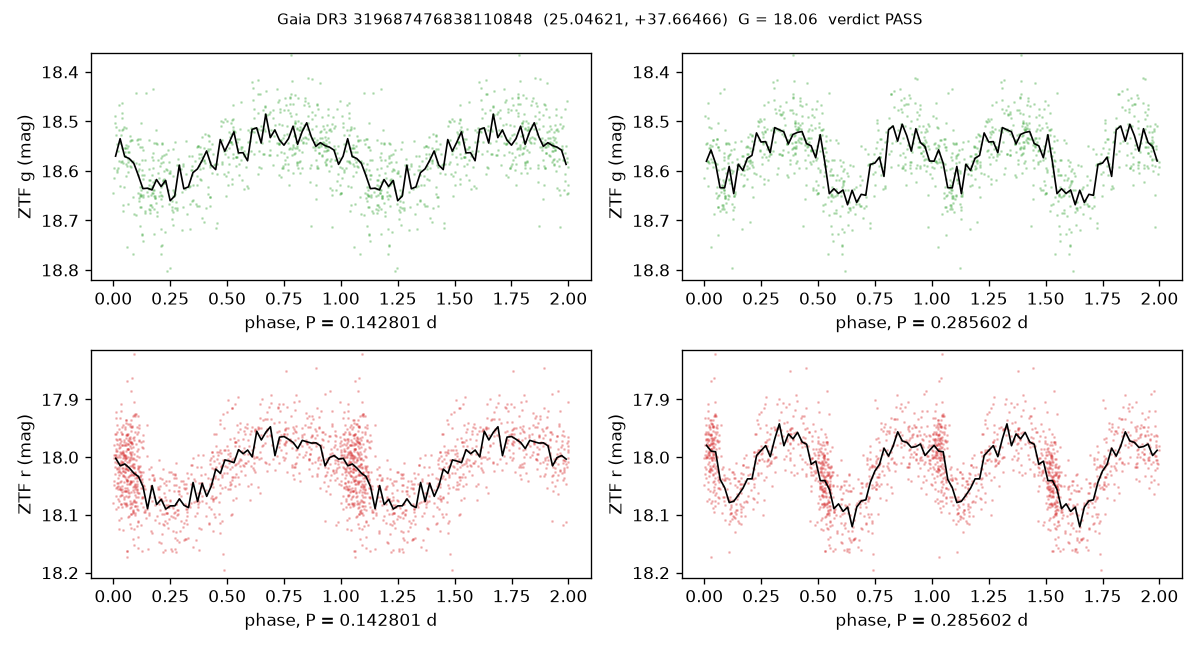 Gaia DR3 319687476838110848 (25.04621, +37.66466) G = 18.06 verdict PASS
ZTF g (mag)
18.4
18.5
18.6
18.7
18.8
0.00 0.25 0.50 0.75 1.00 1.25 1.50 1.75 2.00
phase, P = 0.142801 d
ZTF g (mag)
18.4
18.5
18.6
18.7
18.8
0.00 0.25 0.50 0.75 1.00 1.25 1.50 1.75 2.00
phase, P = 0.285602 d
ZTF r (mag)
17.9
18.0
18.1
18.2
0.00 0.25 0.50 0.75 1.00 1.25 1.50 1.75 2.00
phase, P = 0.142801 d
ZTF r (mag)
17.9
18.0
18.1
18.2
0.00 0.25 0.50 0.75 1.00 1.25 1.50 1.75 2.00
phase, P = 0.285602 d